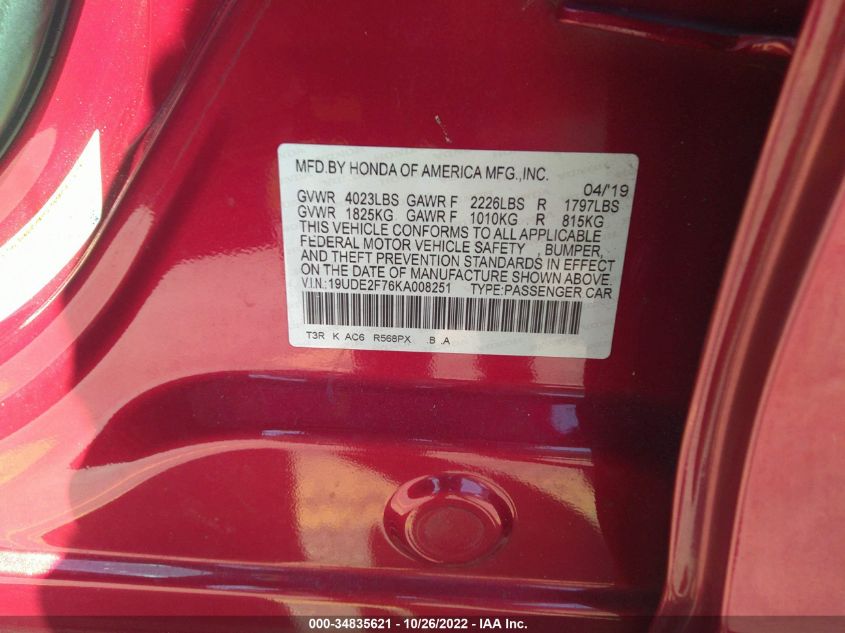 MFD.BY HONDA OF AMERICA MFG.,INC.
04/'19
GVWR 4023LBS GAWR F 2226LBS R 1797LBS
GVWR 1825KG GAWR F 1010KG R 815KG
THIS VEHICLE CONFORMS TO ALL APPLICABLE
FEDERAL MOTOR VEHICLE SAFETY , BUMPER,
AND THEFT PREVENTION STANDARDS IN EFFECT
ON THE DATE OF MANUFACTURE SHOWN ABOVE.
V.I.N.:19UDE2F76KA008251 TYPE:PASSENGER CAR
T3R K AC6 R568PX .B .A
000-34835621 - 10/26/2022 - IAA Inc.